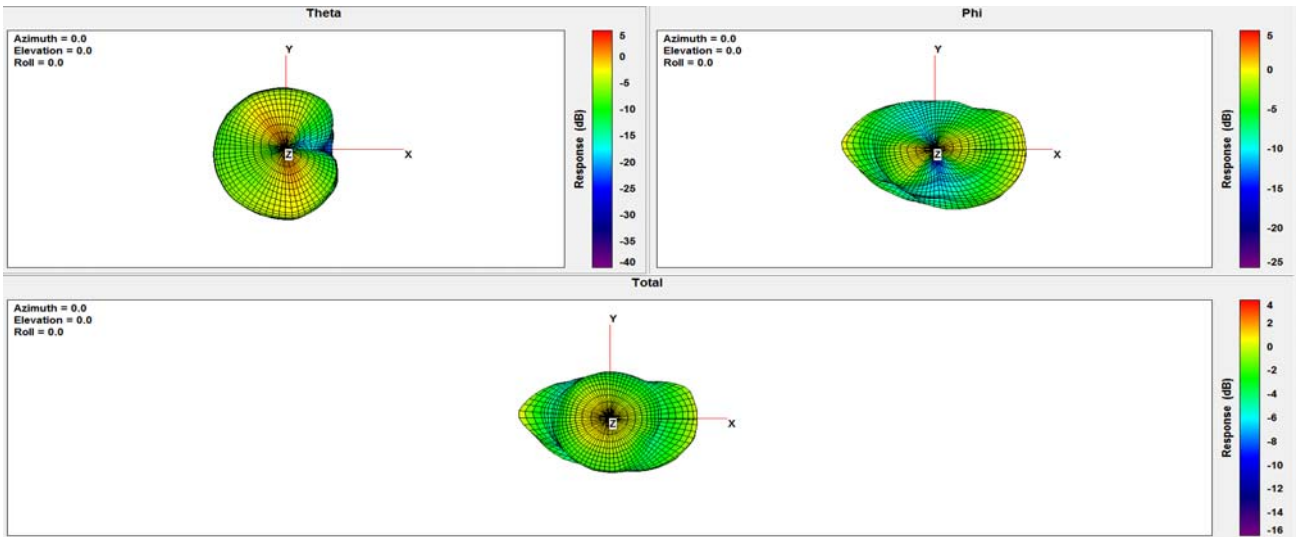 Theta
Azimuth = 0.0
Elevation = 0.0
Roll = 0.0
Y
Z
X
Response (dB)
5
0
-5
-10
-15
-20
-25
-30
-35
-40
Phi
Azimuth = 0.0
Elevation = 0.0
Roll = 0.0
Y
Z
X
Response (dB)
5
0
-5
-10
-15
-20
-25
Total
Azimuth = 0.0
Elevation = 0.0
Roll = 0.0
Y
Z
X
Response (dB)
4
2
0
-2
-4
-6
-8
-10
-12
-14
-16